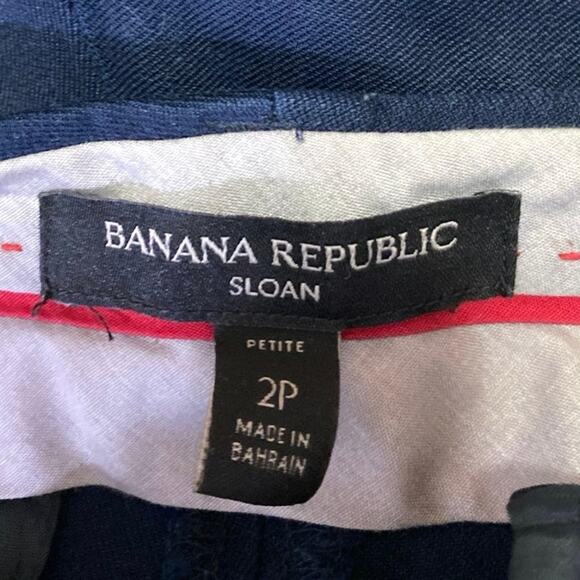 BANANA REPUBLIC
SLOAN
PETITE
2P
MADE IN
BAHRAIN